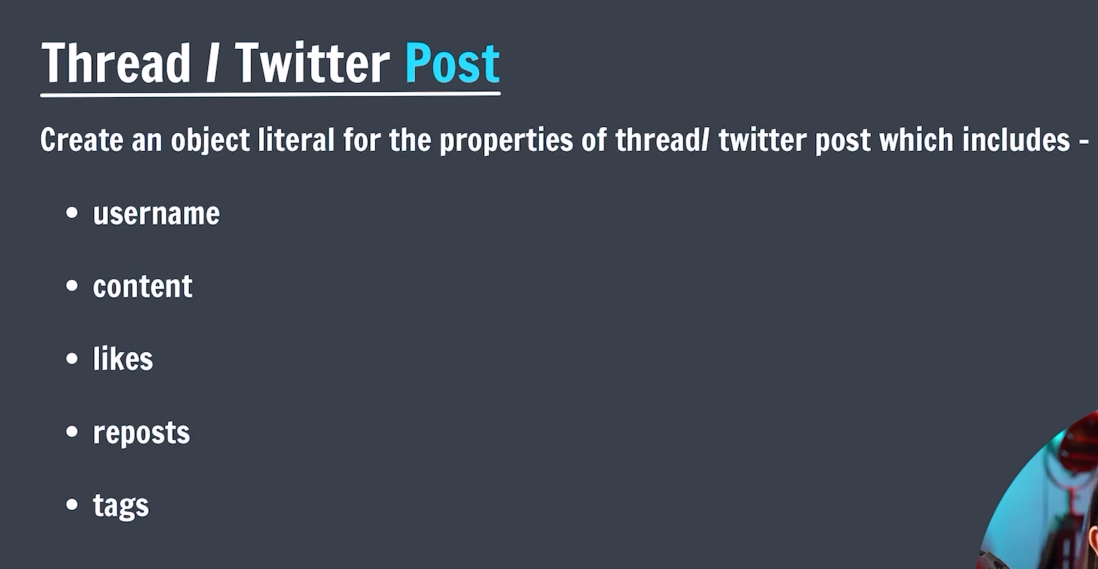 Thread / Twitter Post
Create an object literal for the properties of thread/ twitter post which includes -
• username
• content
• likes
• reposts
• tags